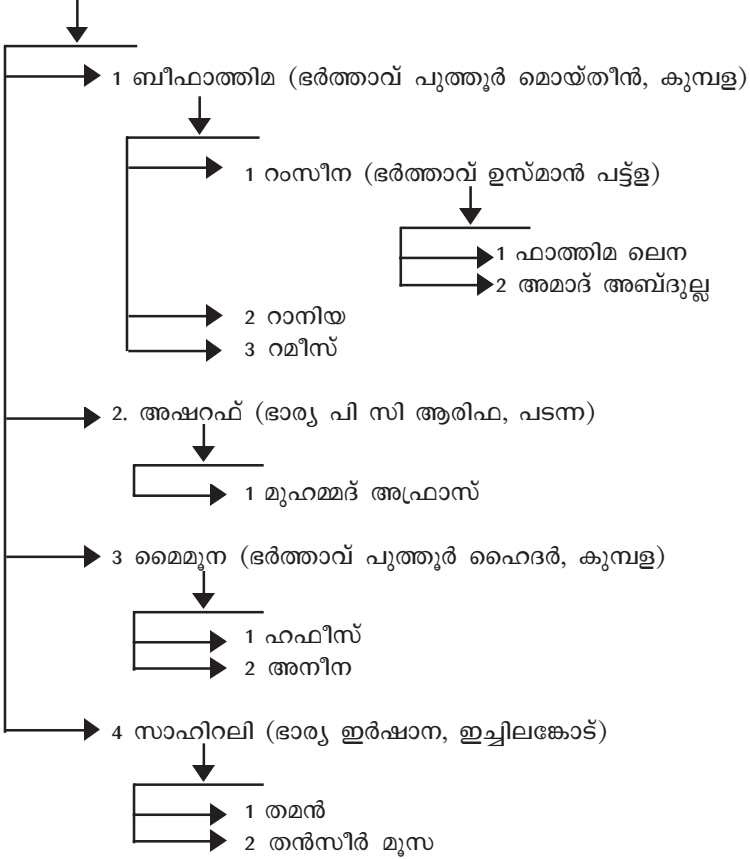 1 ബീഫാത്തിമ (ഭർത്താവ് പുത്തൂർ മൊയ്തീൻ, കുമ്പള)
1 റംസീന (ഭർത്താവ് ഉസ്മാൻ പട്ട്ള)
1 ഫാത്തിമ ലെന
2 അമാദ് അബ്ദുല്ല
2 റാനിയ
3 റമീസ്
2. അഷറഫ് (ഭാര്യ പി സി ആരിഫ, പടന്ന)
1 മുഹമ്മദ് അഫ്രാസ്
3 മൈമൂന (ഭർത്താവ് പുത്തൂർ ഹൈദർ, കുമ്പള)
1 ഹഫീസ്
2 അനീന
4 സാഹിറലി (ഭാര്യ ഇർഷാന, ഇച്ചിലങ്കോട്)
1 തമൻ
2 തൻസീർ മൂസ